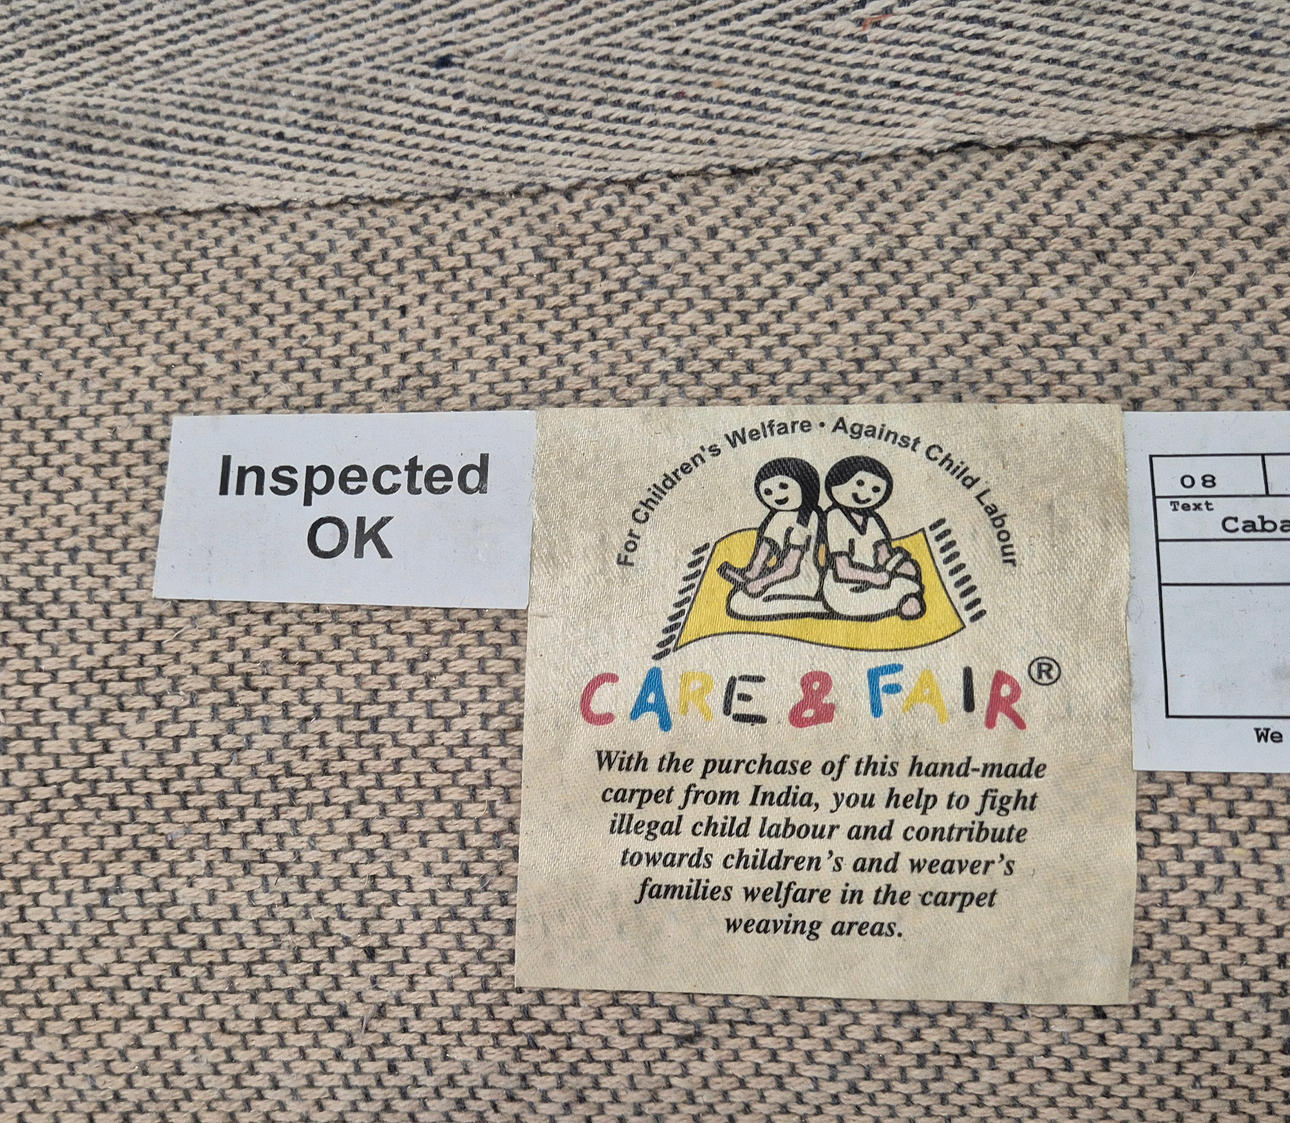 Inspected
OK
For Children's Welfare • Against Child Labour
CARE & FAIR®
With the purchase of this hand-made
carpet from India, you help to fight
illegal child labour and contribute
towards children's and weaver's
families welfare in the carpet
weaving areas.
08
Text
Caba
We